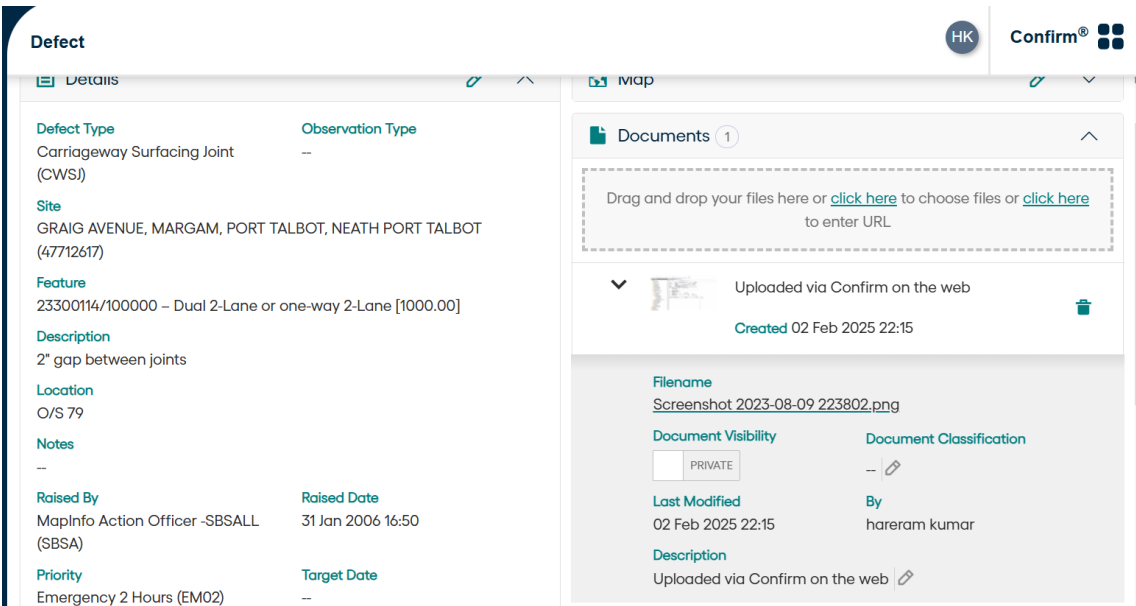 Defect
HK
Confirm®
Details
Defect Type
Observation Type
Carriageway Surfacing Joint
(CWSJ)
--
Site
GRAIG AVENUE, MARGAM, PORT TALBOT, NEATH PORT TALBOT
(47712617)
Feature
23300114/100000 – Dual 2-Lane or one-way 2-Lane [1000.00]
Description
2" gap between joints
Location
O/S 79
Notes
--
Raised By
Raised Date
MapInfo Action Officer -SBSALL
(SBSA)
31 Jan 2006 16:50
Priority
Target Date
Emergency 2 Hours (EM02)
--
Map
Documents 1
Drag and drop your files here or click here to choose files or click here
to enter URL
Uploaded via Confirm on the web
Created 02 Feb 2025 22:15
Filename
Screenshot 2023-08-09 223802.png
Document Visibility
Document Classification
PRIVATE
--
Last Modified
By
02 Feb 2025 22:15
hareram kumar
Description
Uploaded via Confirm on the web